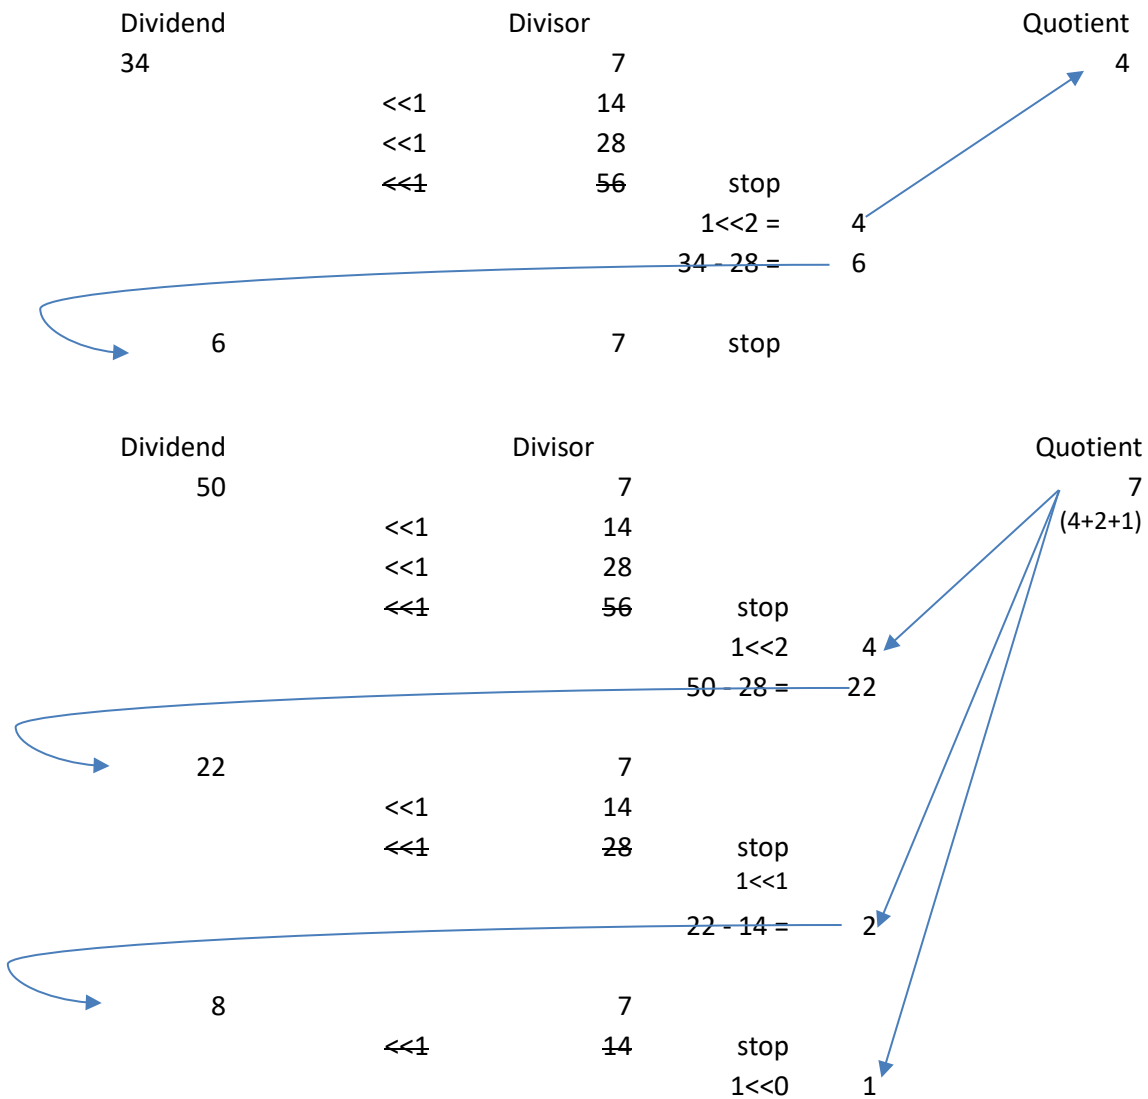 Dividend Divisor Quotient
34 7 4
<<1 14
<<1 28
<<1 56 stop
1<<2 = 4
34 - 28 = 6
6 7 stop
Dividend Divisor Quotient
50 7 7
<<1 14 (4+2+1)
<<1 28
<<1 56 stop
1<<2 4
50 - 28 = 22
22 7
<<1 14
<<1 28 stop
1<<1
22 - 14 = 2
8 7
<<1 14 stop
1<<0 1